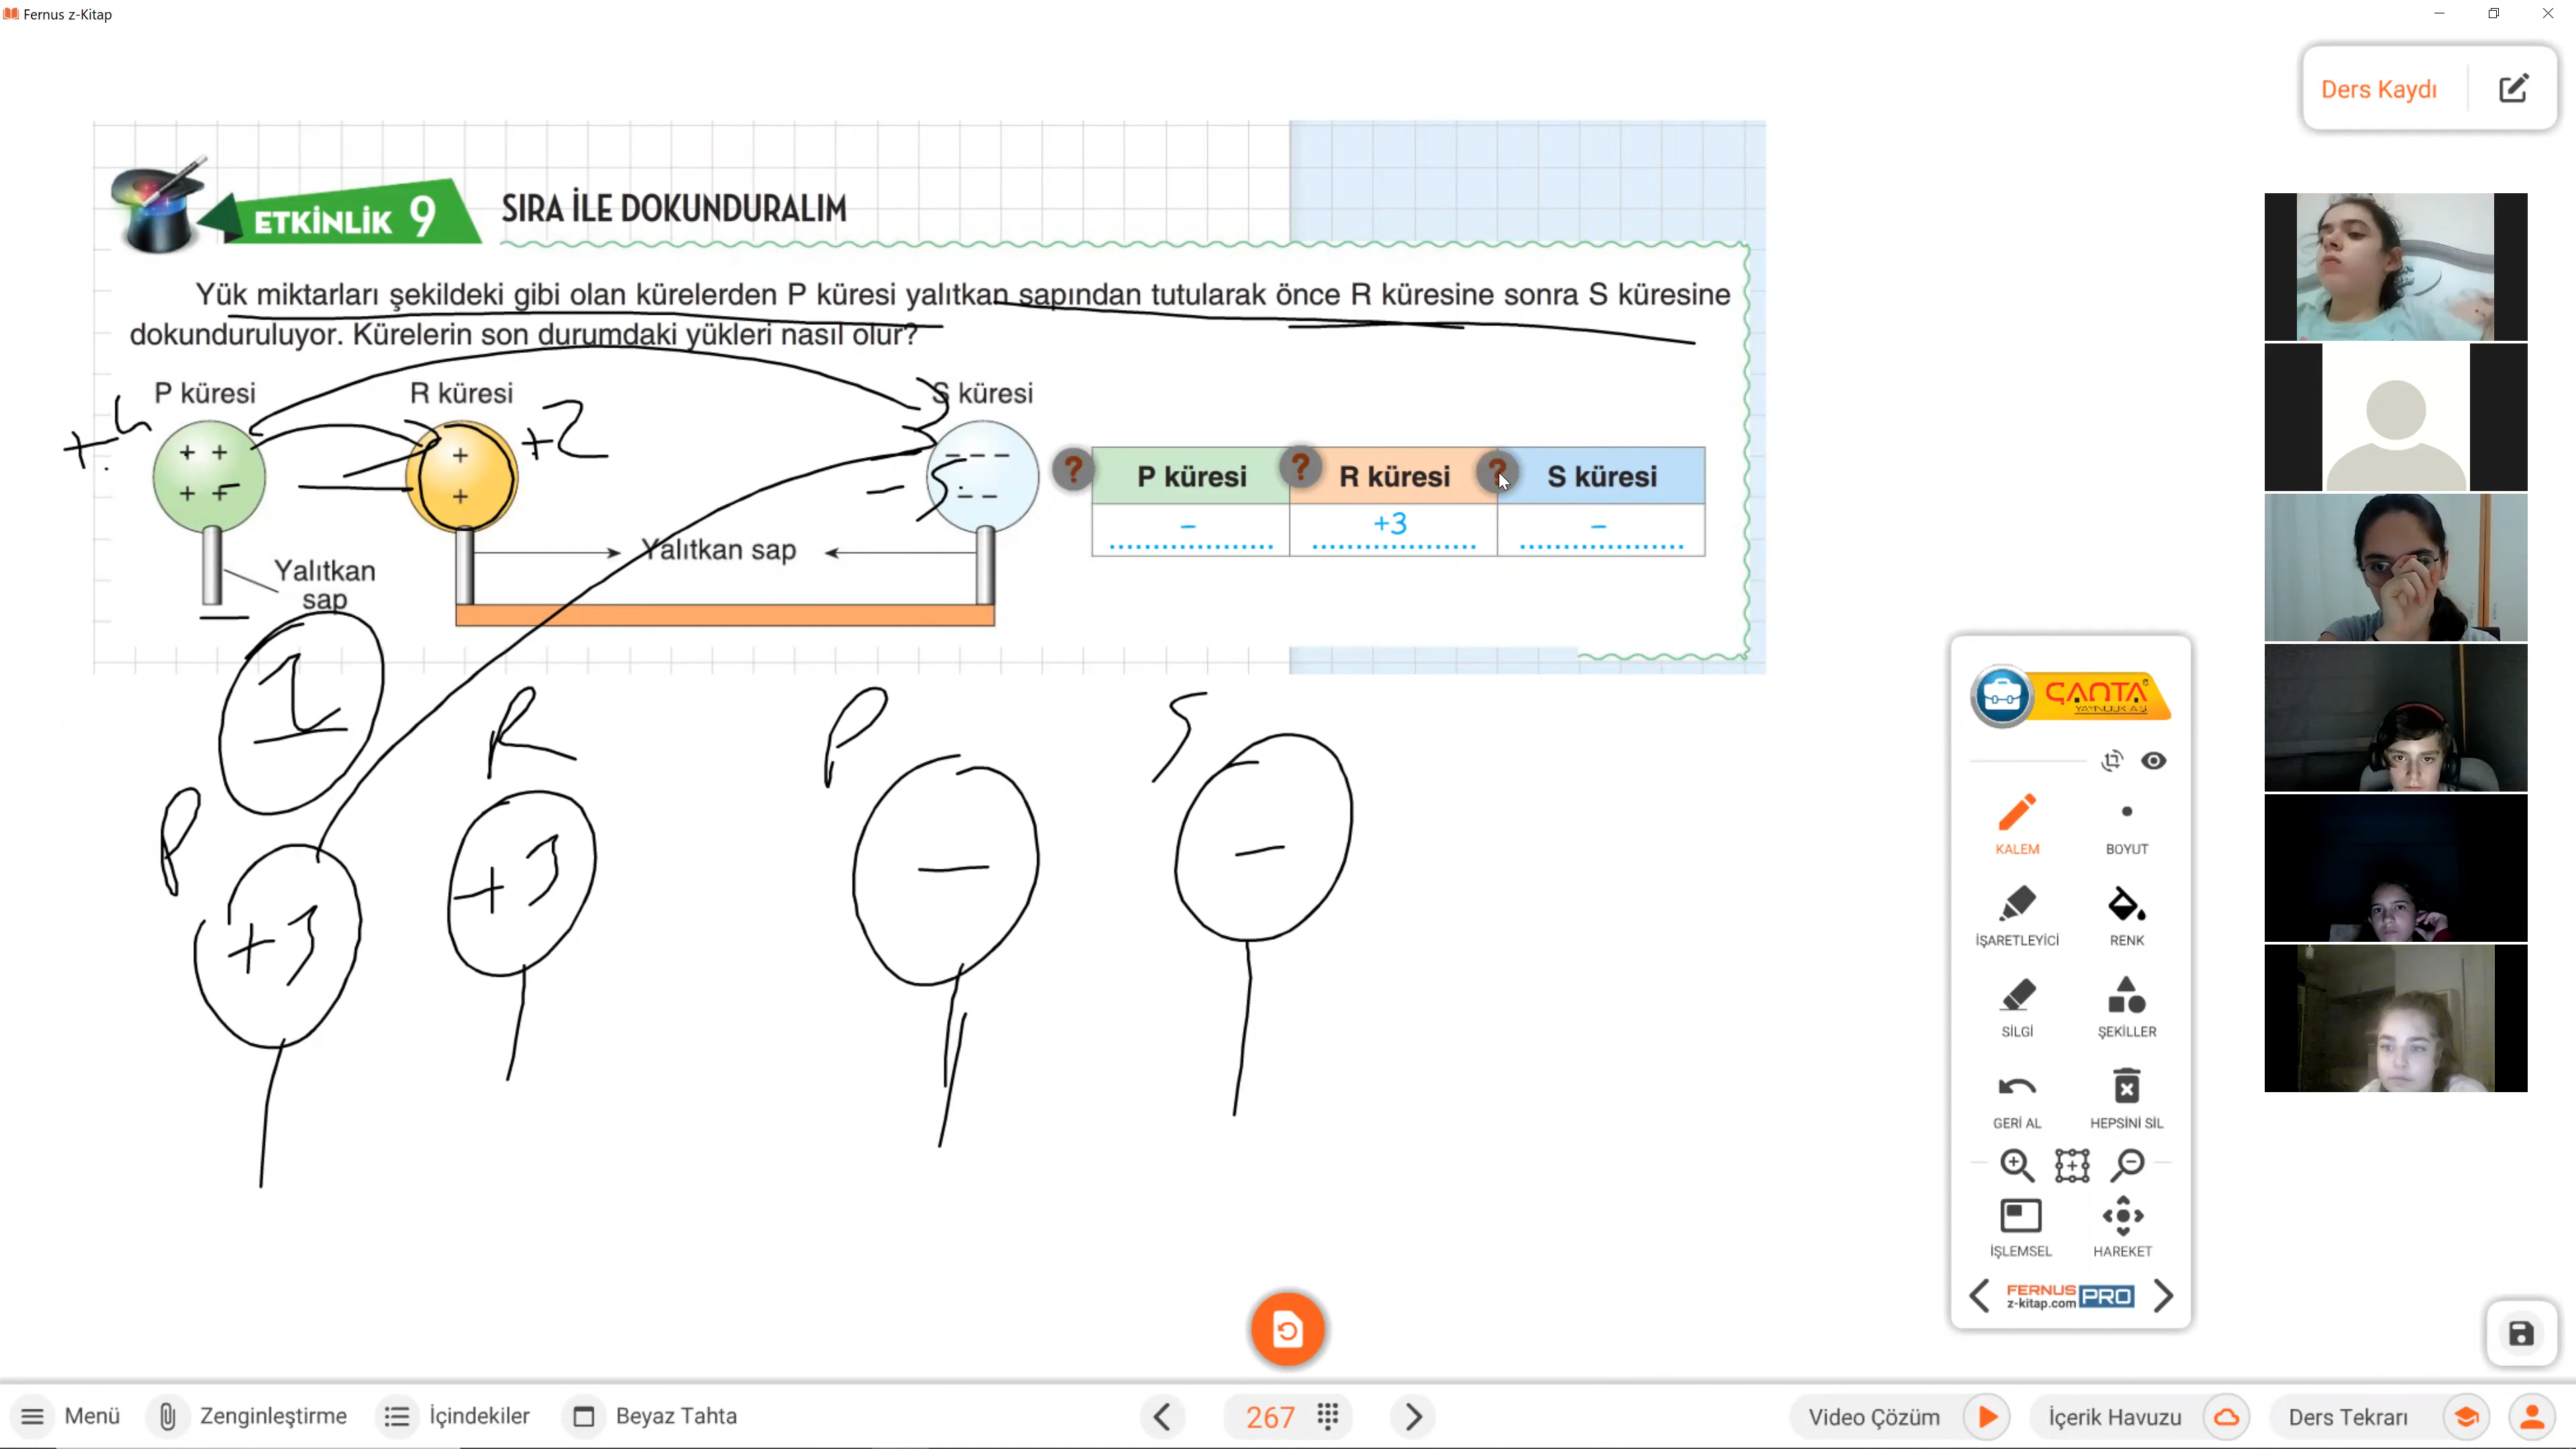 Fernus z-Kitap
Ders Kaydı
ETKİNLİK 9
SIRA İLE DOKUNDURALIM
Yük miktarları şekildeki gibi olan kürelerden P küresi yalıtkan sapından tutularak önce R küresine sonra S küresine
dokunduruluyor. Kürelerin son durumdaki yükleri nasıl olur?
P küresi
R küresi
S küresi
+4
+2
-5
+ +
+ +
+
+
- - -
- -
Yalıtkan
sap
Yalıtkan sap
? P küresi ? R küresi ? S küresi
- +3 -
1
P
R
P
S
+3
+3
-
-
ÇANTA
YAYINCILIK A.Ş.
KALEM
BOYUT
İŞARETLEYİCİ
RENK
SİLGİ
ŞEKİLLER
GERİ AL
HEPSİNİ SİL
İŞLEMSEL
HAREKET
FERNUS
z-kitap.com PRO
Menü
Zenginleştirme
İçindekiler
Beyaz Tahta
267
Video Çözüm
İçerik Havuzu
Ders Tekrarı